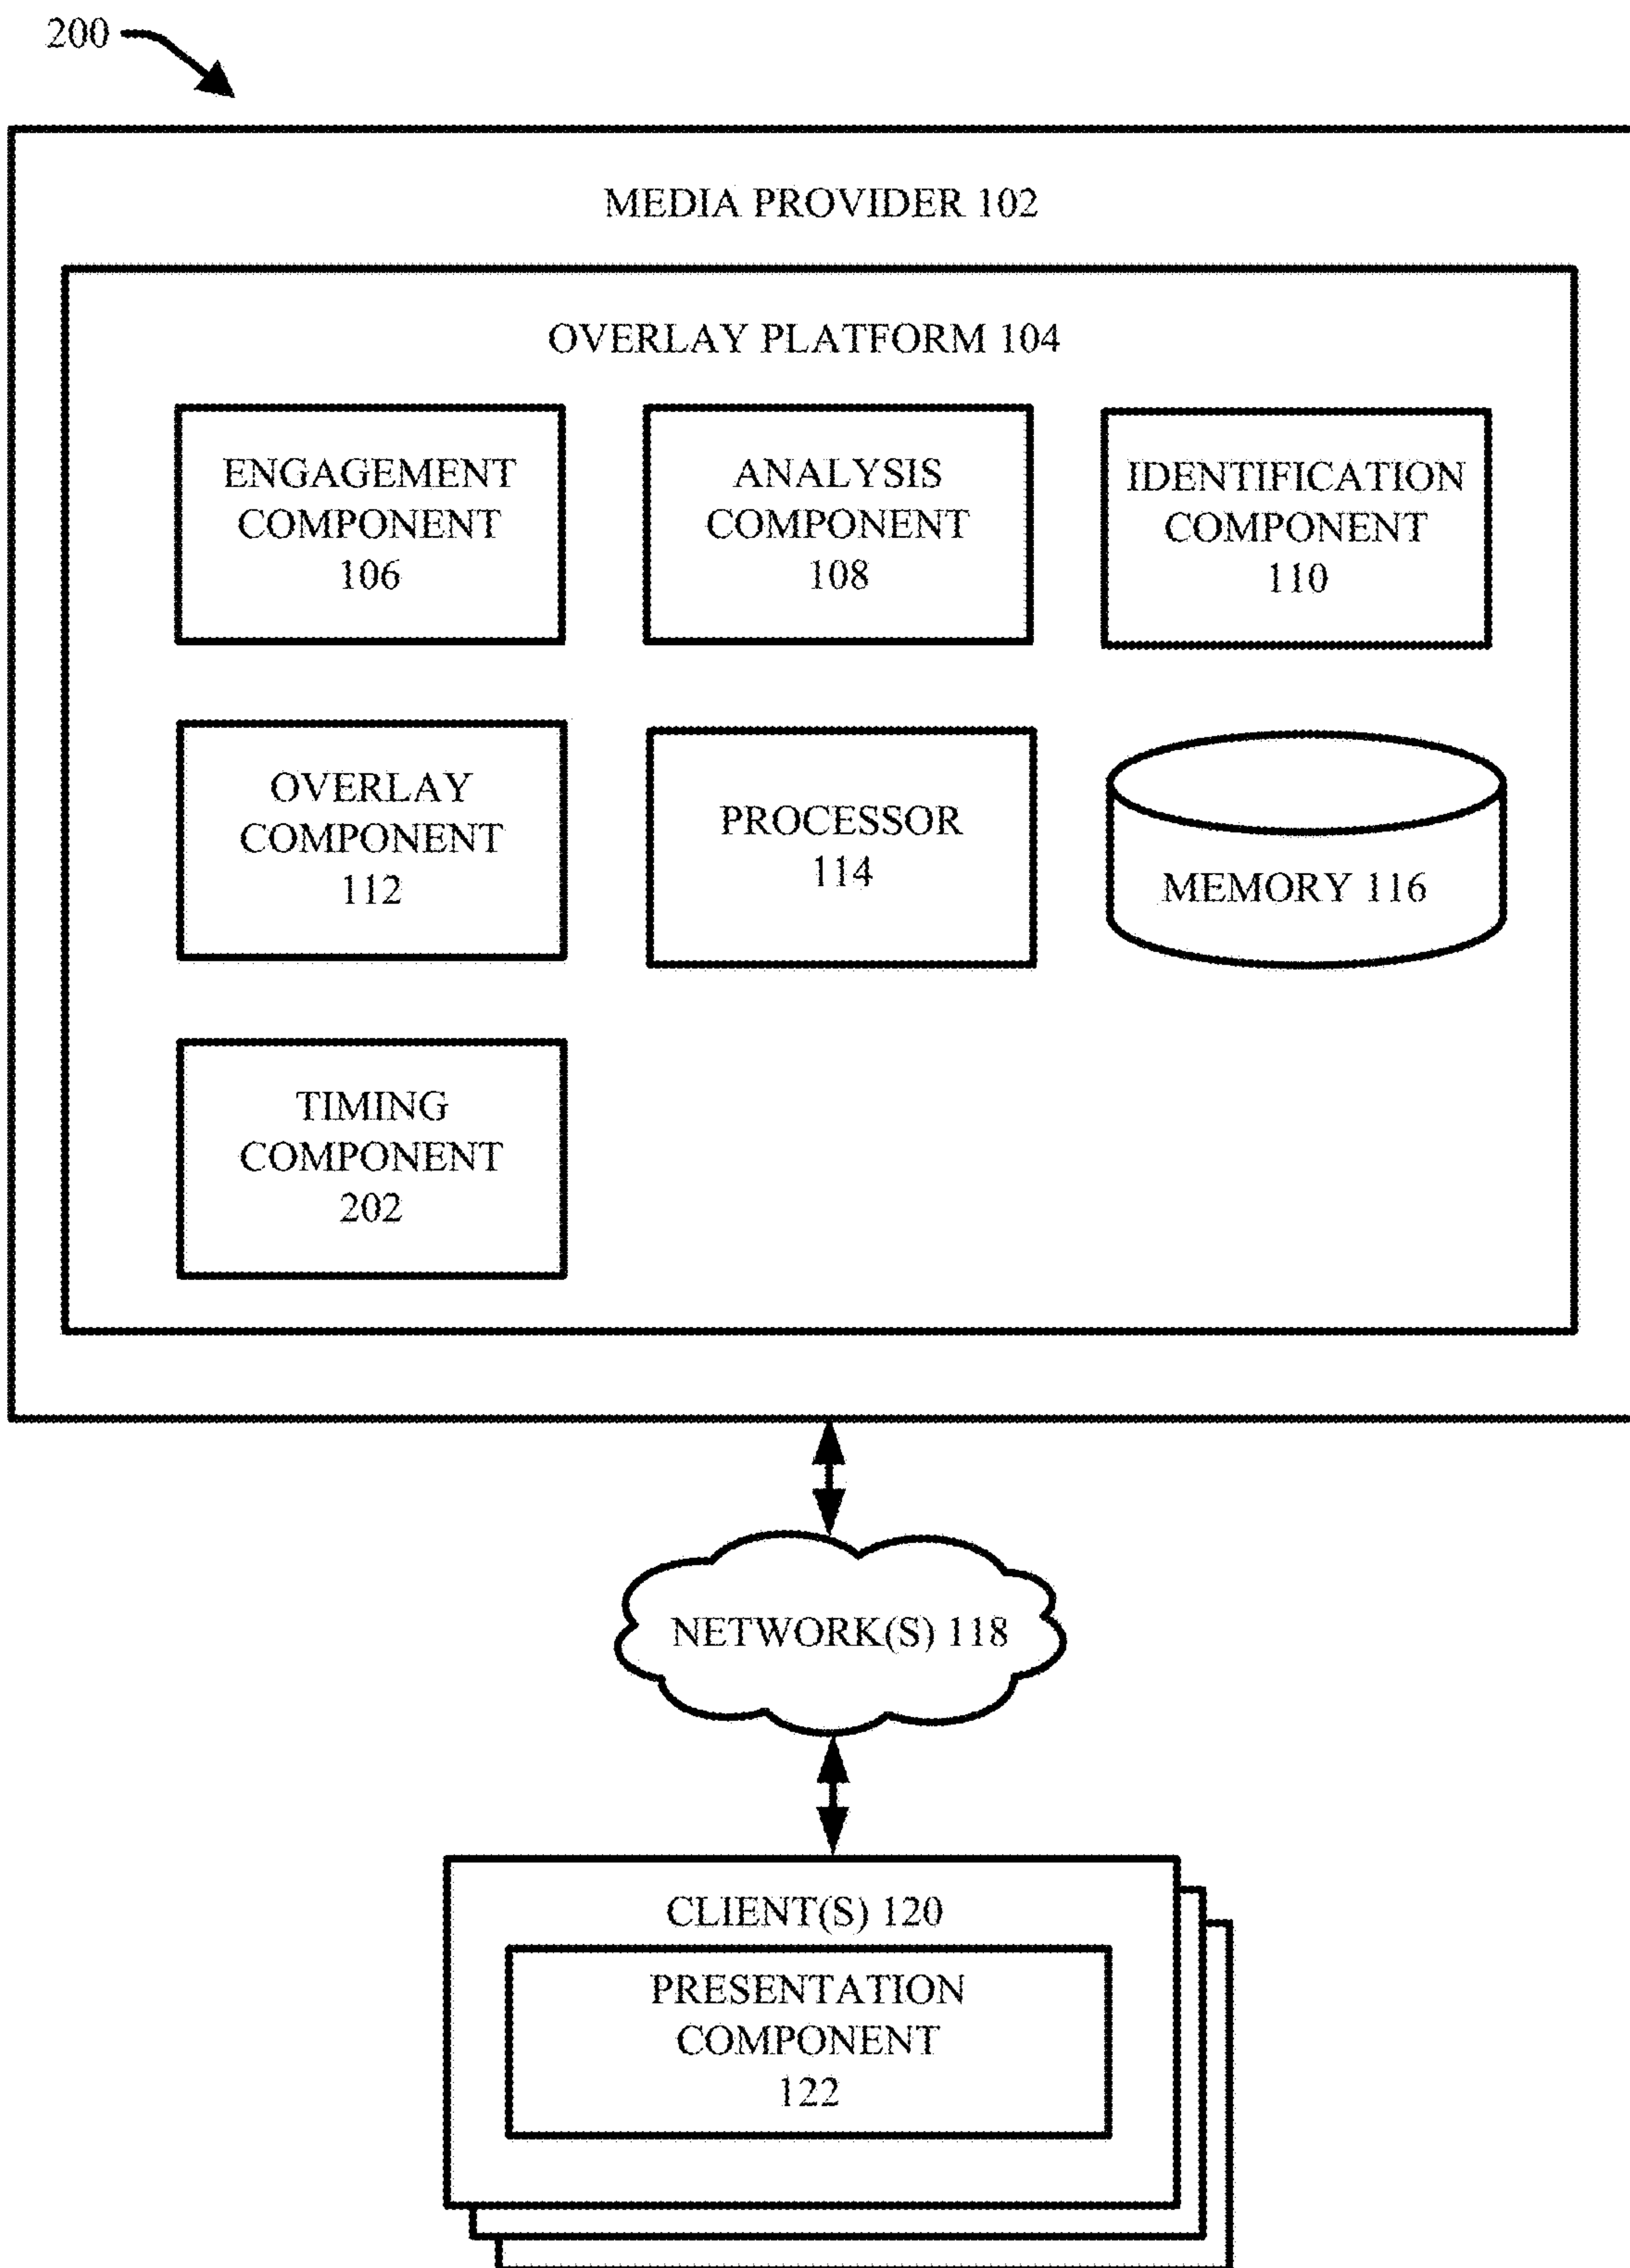 200
MEDIA PROVIDER 102
OVERLAY PLATFORM 104
ENGAGEMENT
COMPONENT
106
ANALYSIS
COMPONENT
108
IDENTIFICATION
COMPONENT
110
OVERLAY
COMPONENT
112
PROCESSOR
114
MEMORY 116
TIMING
COMPONENT
202
NETWORK(S) 118
CLIENT(S) 120
PRESENTATION
COMPONENT
122